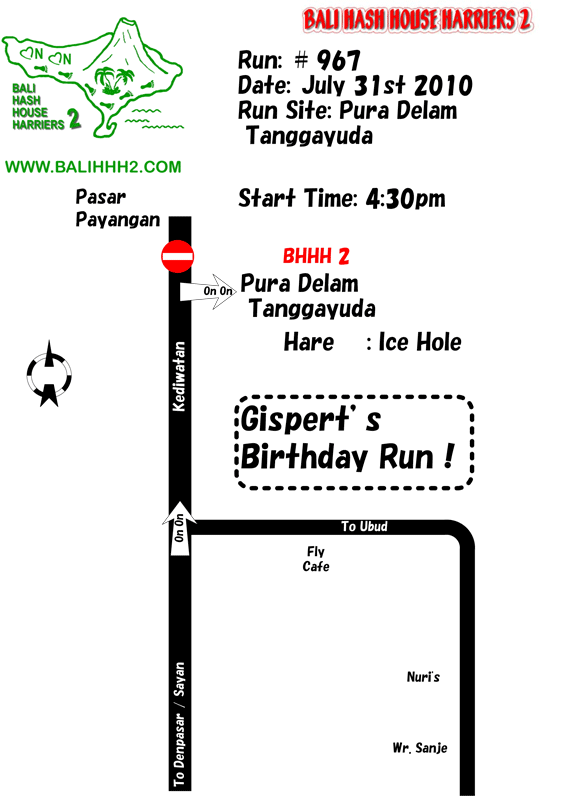 BALI HASH HOUSE HARRIERS 2
N N
BALI
HASH
HOUSE
HARRIERS 2
WWW.BALIHHH2.COM
Run: # 967
Date: July 31st 2010
Run Site: Pura Delam
Tanggayuda
Start Time: 4:30pm
Pasar
Payangan
BHHH 2
On On
Pura Delam
Tanggayuda
Hare : Ice Hole
Kediwatan
Gispert's
Birthday Run !
On On
To Ubud
Fly
Cafe
Nuri's
Wr. Sanje
To Denpasar / Sayan